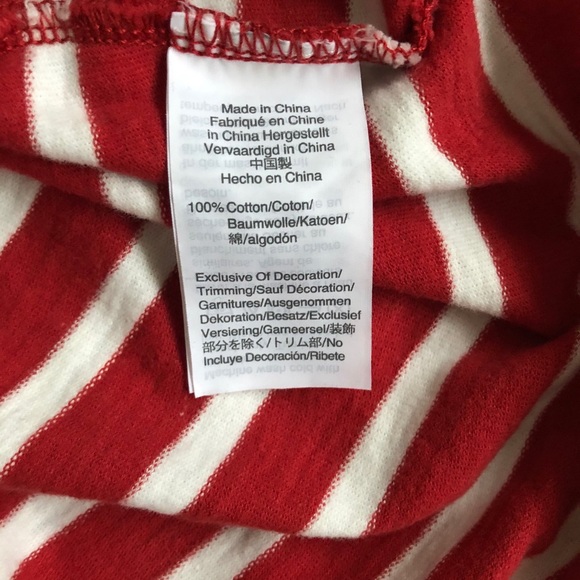 Made in China
Fabriqué en Chine
in China Hergestellt
Vervaardigd in China
中国製
Hecho en China
100% Cotton/Coton/
Baumwolle/Katoen/
綿/algodón
Exclusive Of Decoration/
Trimming/Sauf Décoration/
Garnitures/Ausgenommen
Dekoration/Besatz/Exclusief
Versiering/Garneersel/装飾
部分を除く/トリム部/No
Incluye Decoración/Ribete